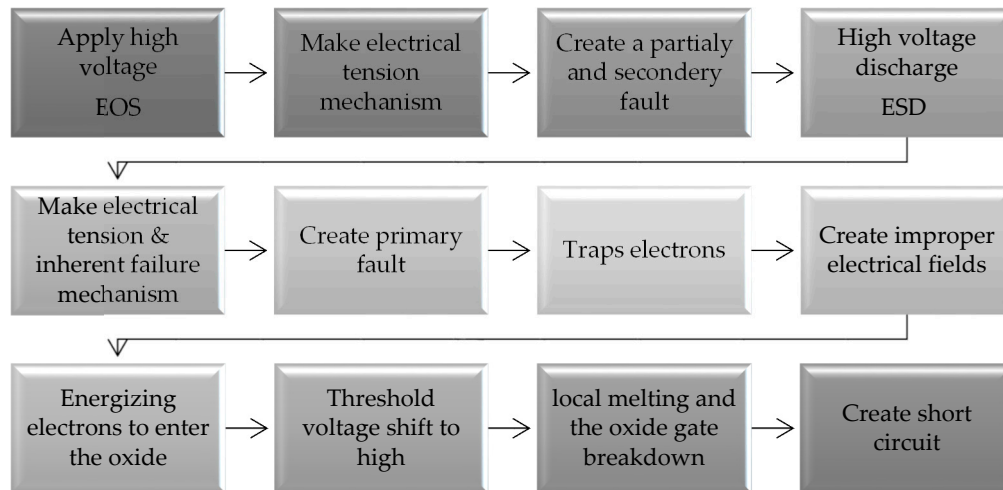 Apply high
voltage
EOS
Make electrical
tension
mechanism
Create a partialy
and secondery
fault
High voltage
discharge
ESD
Make electrical
tension &
inherent failure
mechanism
Create primary
fault
Traps electrons
Create improper
electrical fields
Energizing
electrons to enter
the oxide
Threshold
voltage shift to
high
local melting and
the oxide gate
breakdown
Create short
circuit